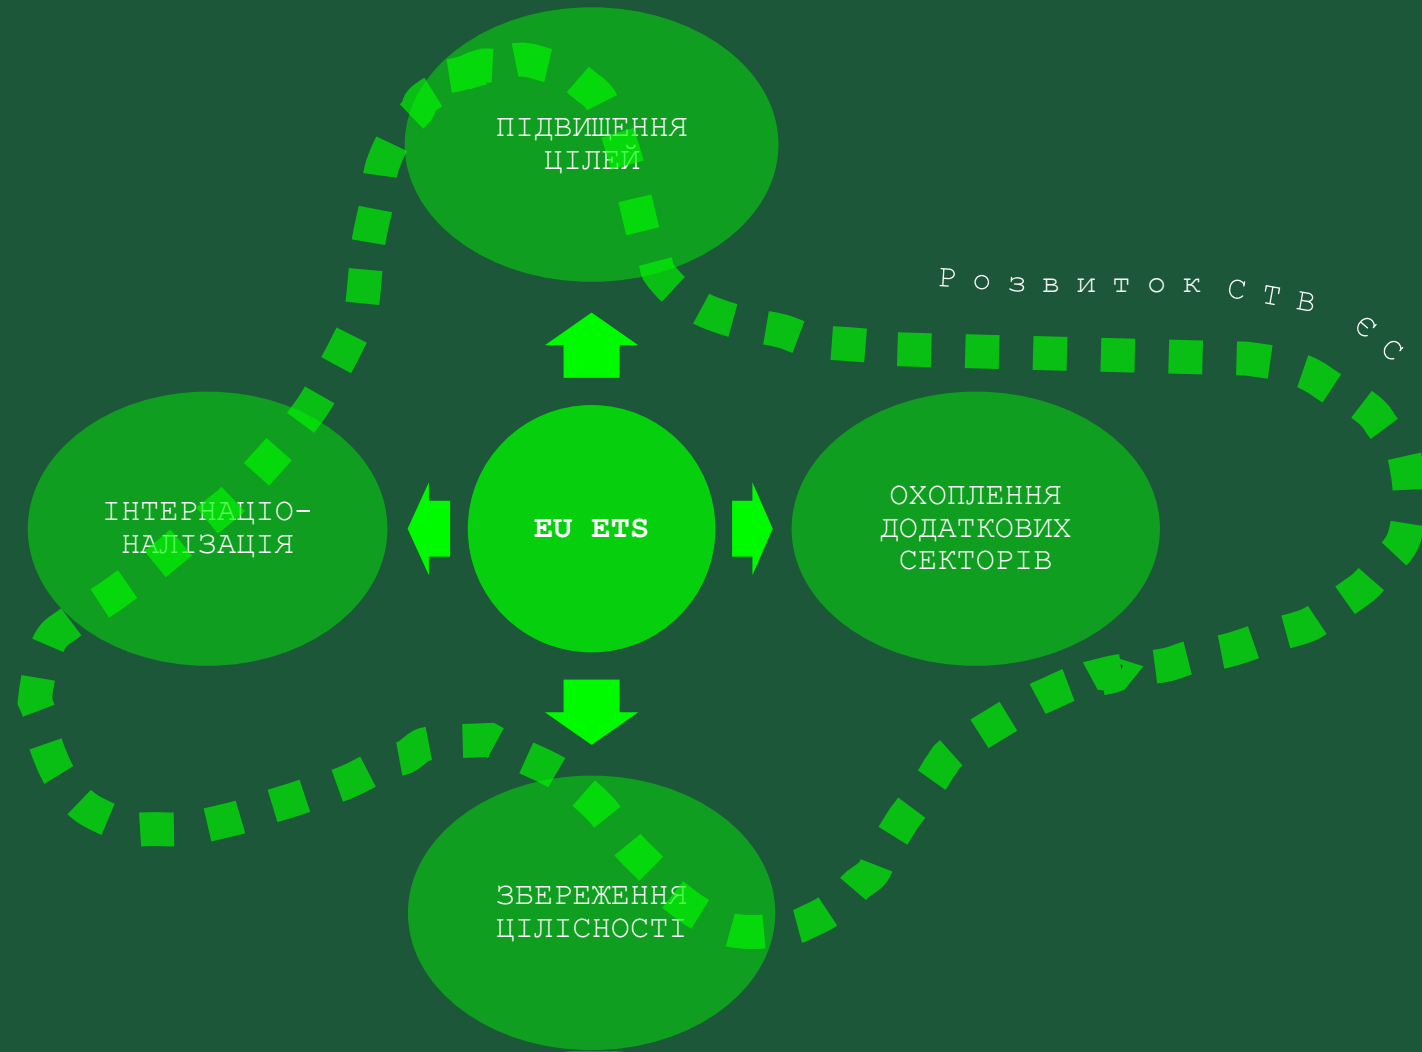 ПІДВИЩЕННЯ
ЦІЛЕЙ
Розвиток СТВ ЄС
ІНТЕРНАЦІО-
НАЛІЗАЦІЯ
EU ETS
ОХОПЛЕННЯ
ДОДАТКОВИХ
СЕКТОРІВ
ЗБЕРЕЖЕННЯ
ЦІЛІСНОСТІ